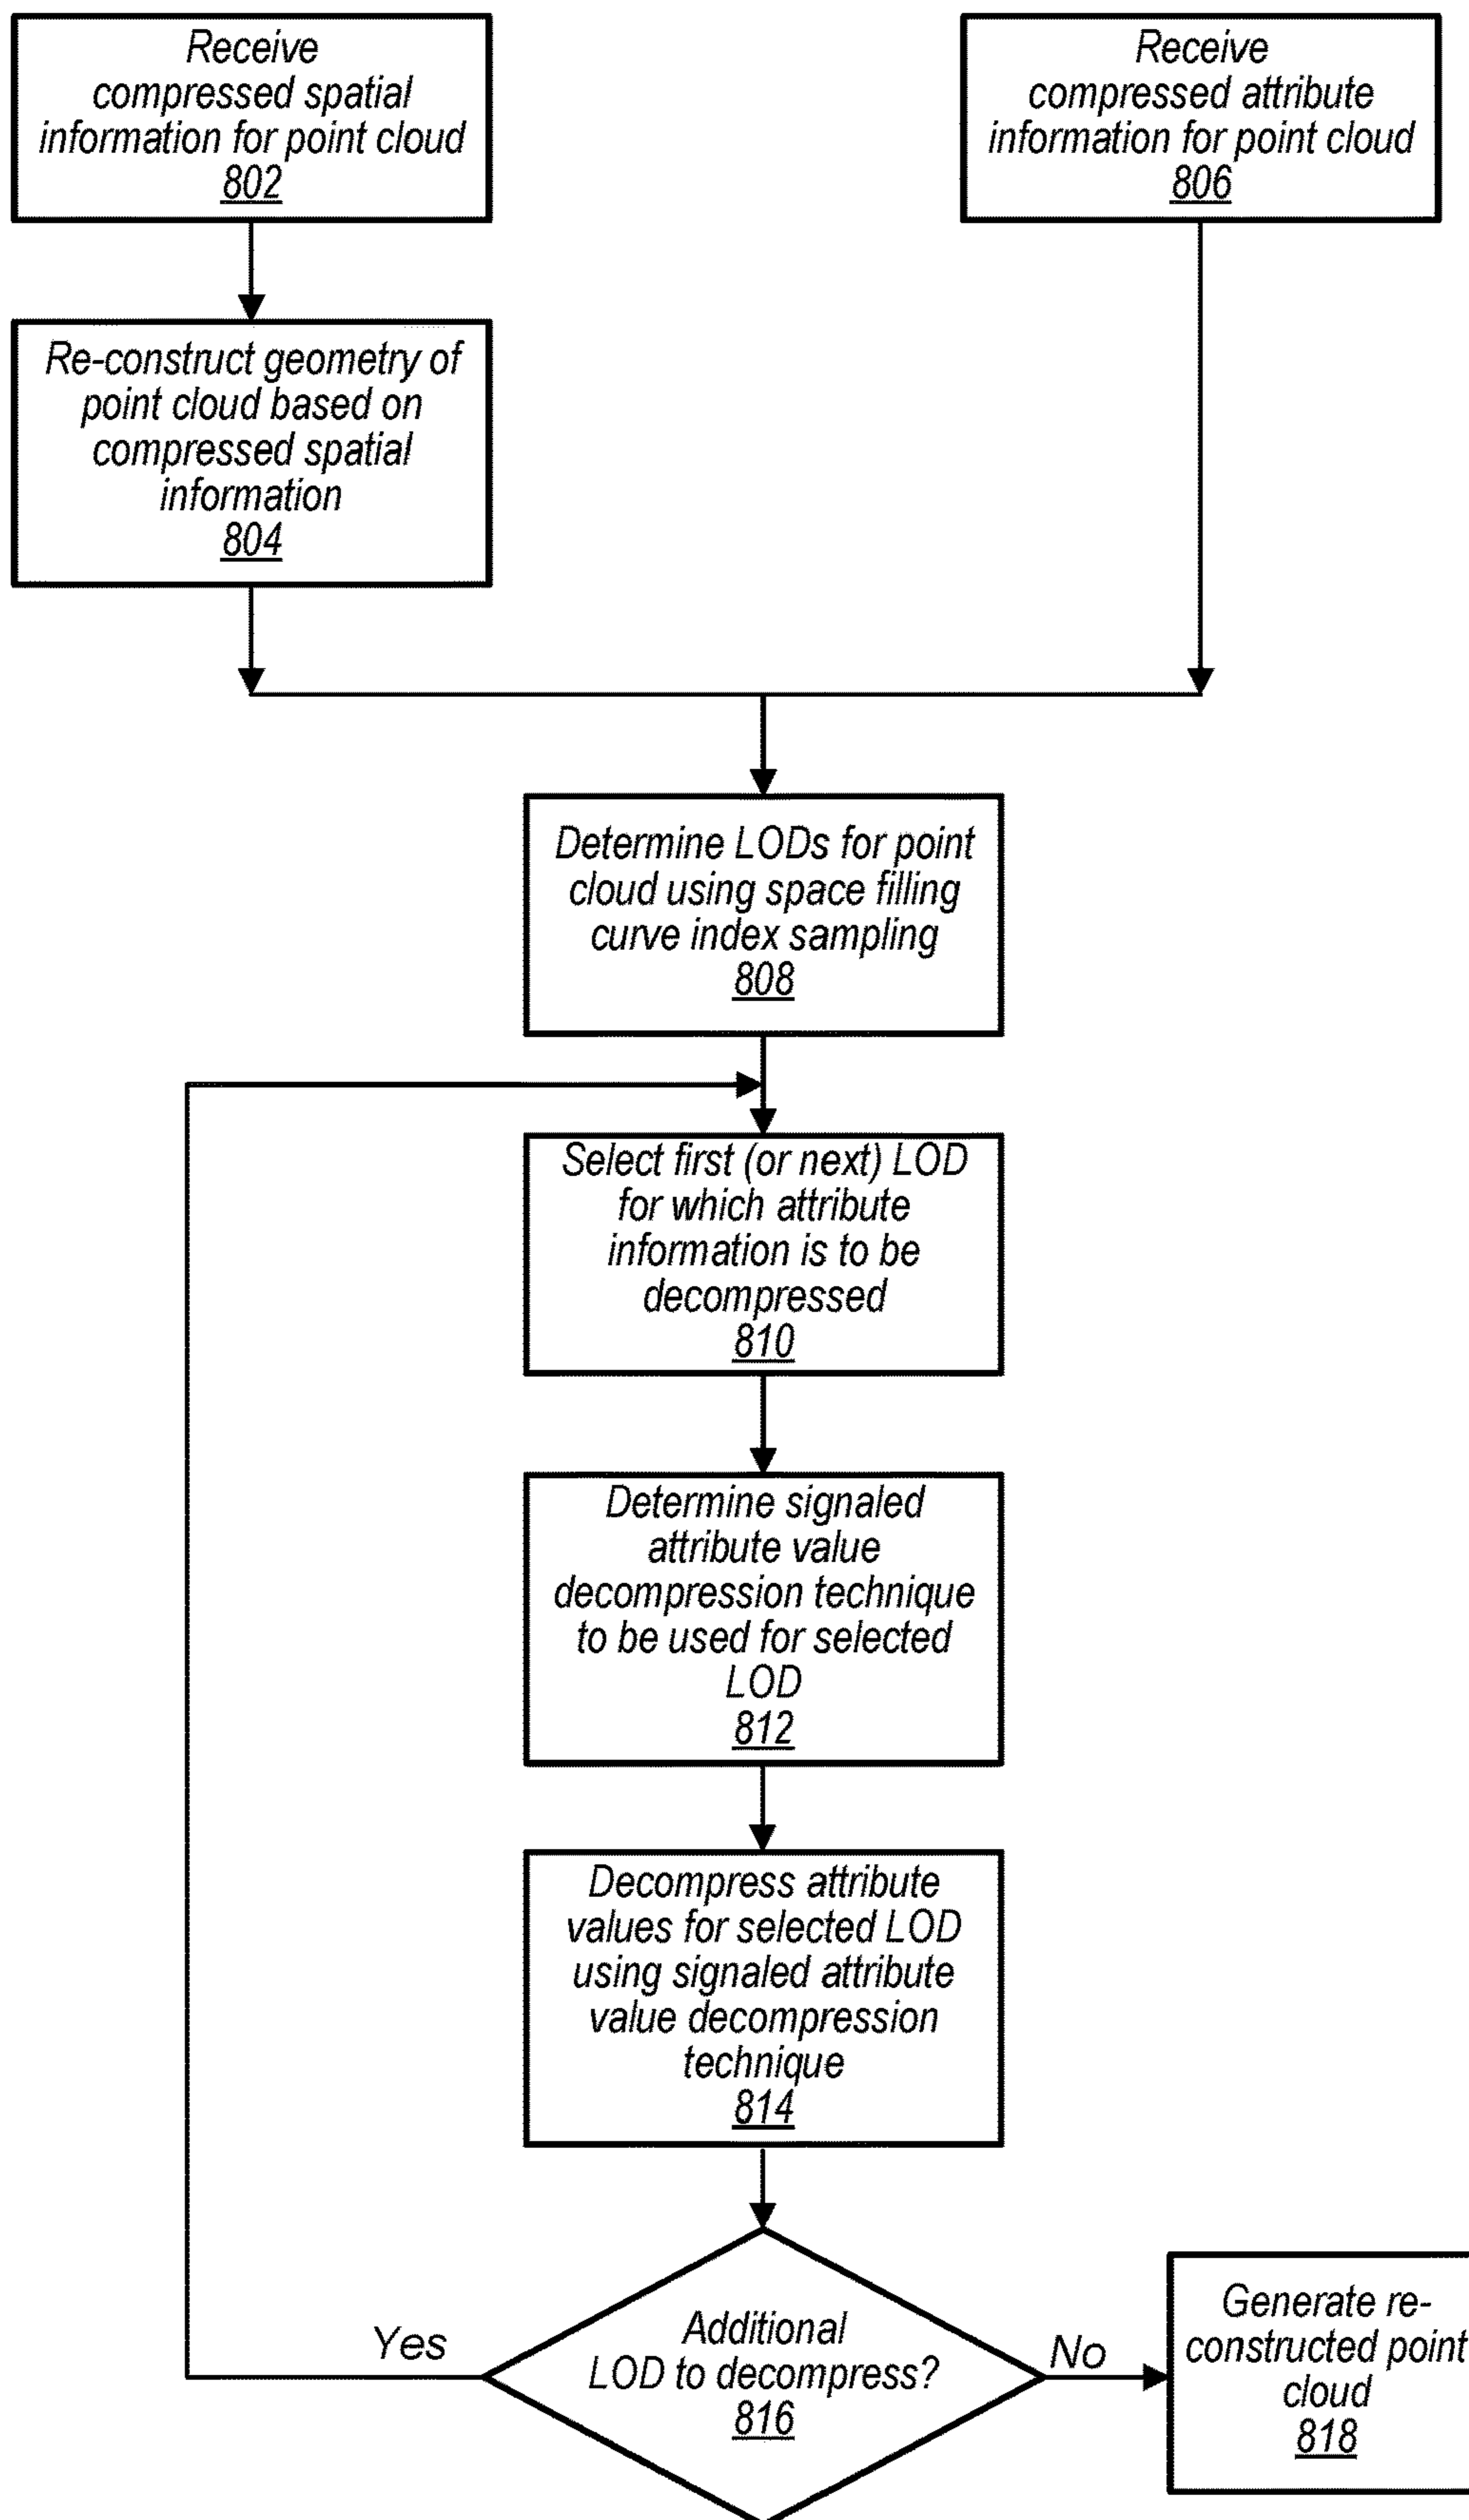 Receive
compressed spatial
information for point cloud
802
Receive
compressed attribute
information for point cloud
806
Re-construct geometry of
point cloud based on
compressed spatial
information
804
Determine LODs for point
cloud using space filling
curve index sampling
808
Select first (or next) LOD
for which attribute
information is to be
decompressed
810
Determine signaled
attribute value
decompression technique
to be used for selected
LOD
812
Decompress attribute
values for selected LOD
using signaled attribute
value decompression
technique
814
Yes
Additional
LOD to decompress?
816
No
Generate re-
constructed point
cloud
818